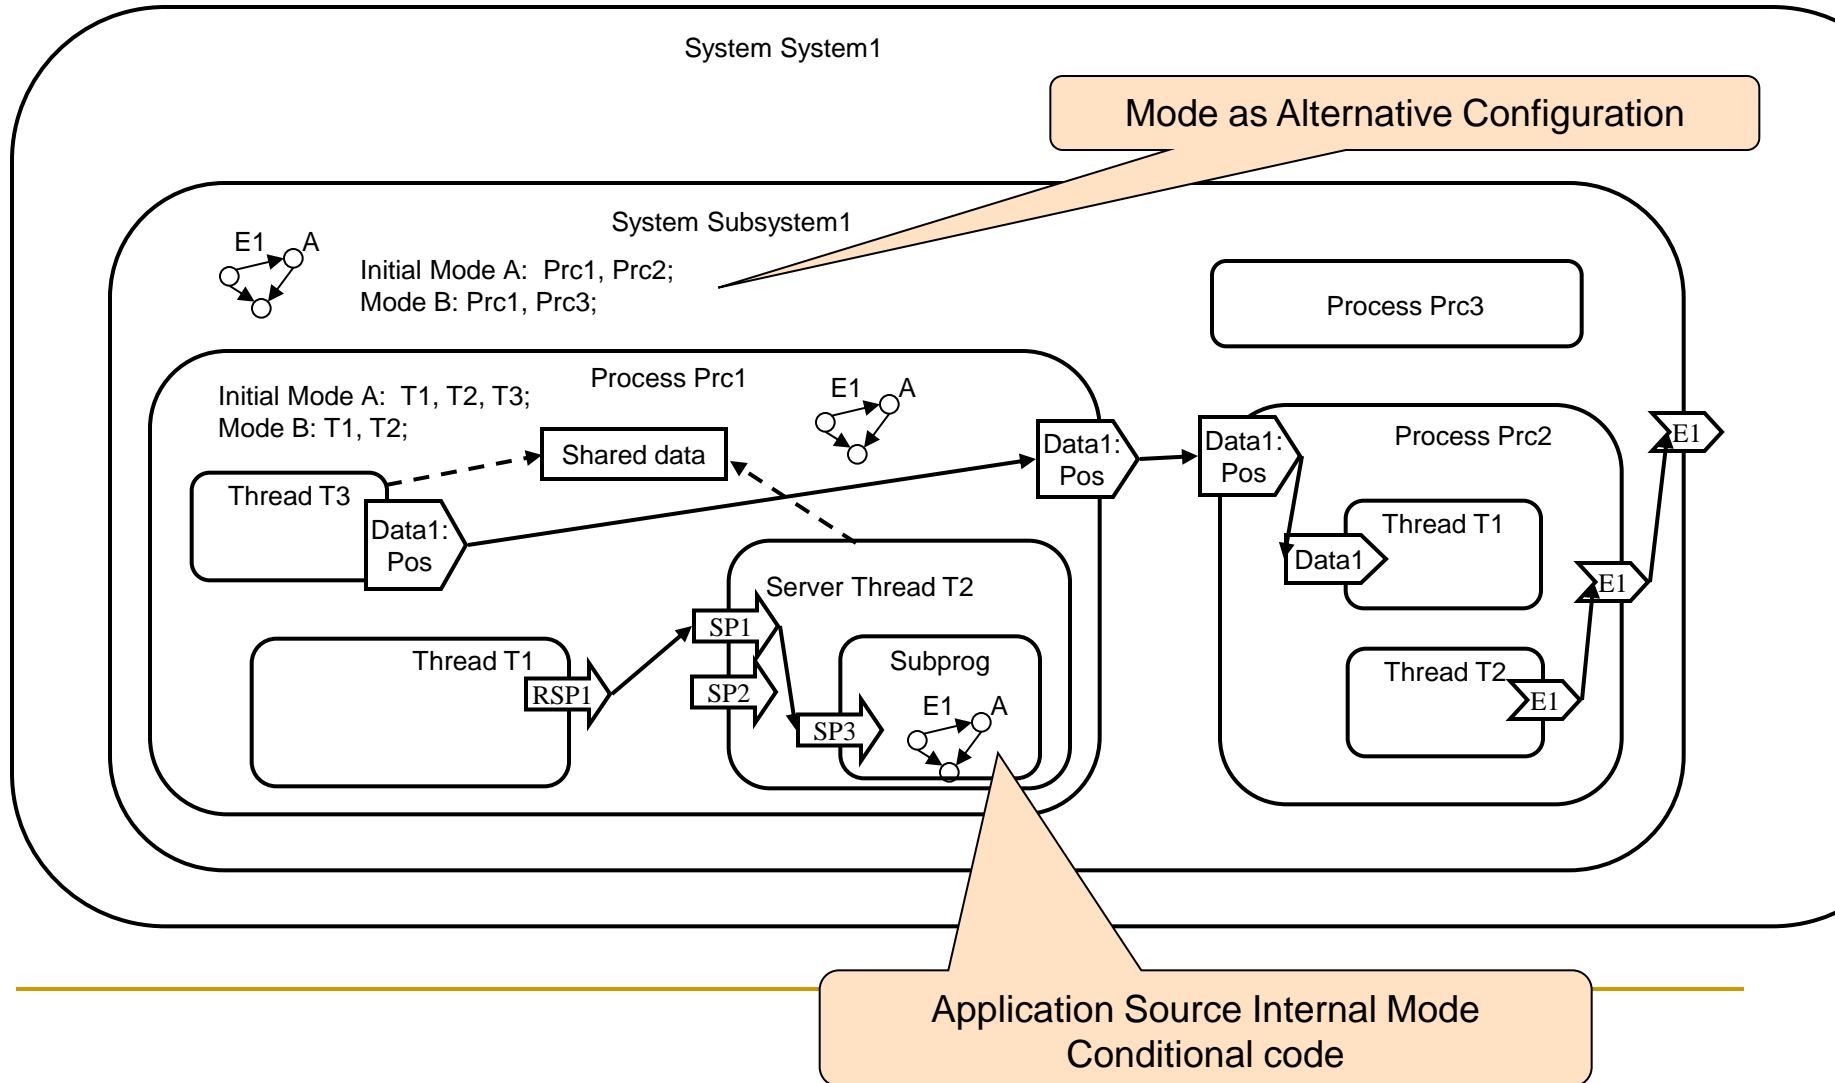 System System1
Mode as Alternative Configuration
System Subsystem1
E1 A
Initial Mode A:  Prc1, Prc2;
Mode B: Prc1, Prc3;
Process Prc3
Process Prc1
Initial Mode A:  T1, T2, T3;
Mode B: T1, T2;
E1 A
Shared data
Thread T3
Data1:
Pos
Data1:
Pos
Data1:
Pos
Process Prc2
E1
Thread T1
Data1
E1
Thread T2
E1
Server Thread T2
SP1
SP2
Thread T1
RSP1
Subprog
SP3
E1 A
Application Source Internal Mode
Conditional code